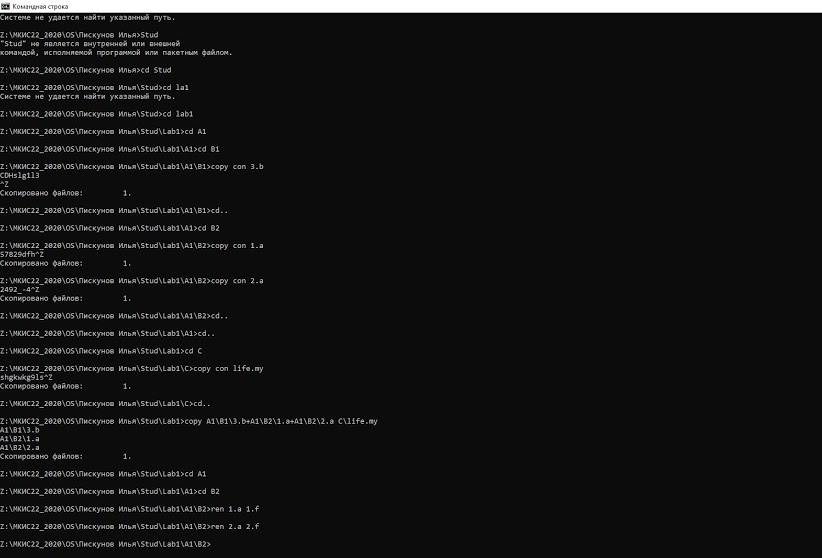 Командная строка
Системе не удается найти указанный путь.
Z:\МКИС22_2020\OS\Пискунов Илья>Stud
"Stud" не является внутренней или внешней
командой, исполняемой программой или пакетным файлом.
Z:\МКИС22_2020\OS\Пискунов Илья>cd Stud
Z:\МКИС22_2020\OS\Пискунов Илья\Stud>cd la1
Системе не удается найти указанный путь.
Z:\МКИС22_2020\OS\Пискунов Илья\Stud>cd lab1
Z:\МКИС22_2020\OS\Пискунов Илья\Stud\Lab1>cd A1
Z:\МКИС22_2020\OS\Пискунов Илья\Stud\Lab1\A1>cd B1
Z:\МКИС22_2020\OS\Пискунов Илья\Stud\Lab1\A1\B1>copy con 3.b
CDHslg1l3
^Z
Скопировано файлов: 1.
Z:\МКИС22_2020\OS\Пискунов Илья\Stud\Lab1\A1\B1>cd..
Z:\МКИС22_2020\OS\Пискунов Илья\Stud\Lab1\A1>cd B2
Z:\МКИС22_2020\OS\Пискунов Илья\Stud\Lab1\A1\B2>copy con 1.a
57829dfh^Z
Скопировано файлов: 1.
Z:\МКИС22_2020\OS\Пискунов Илья\Stud\Lab1\A1\B2>copy con 2.a
2492_-4^Z
Скопировано файлов: 1.
Z:\МКИС22_2020\OS\Пискунов Илья\Stud\Lab1\A1\B2>cd..
Z:\МКИС22_2020\OS\Пискунов Илья\Stud\Lab1\A1>cd..
Z:\МКИС22_2020\OS\Пискунов Илья\Stud\Lab1>cd C
Z:\МКИС22_2020\OS\Пискунов Илья\Stud\Lab1\C>copy con life.my
shgkwkg9ls^Z
Скопировано файлов: 1.
Z:\МКИС22_2020\OS\Пискунов Илья\Stud\Lab1\C>cd..
Z:\МКИС22_2020\OS\Пискунов Илья\Stud\Lab1>copy A1\B1\3.b+A1\B2\1.a+A1\B2\2.a C\life.my
A1\B1\3.b
A1\B2\1.a
A1\B2\2.a
Скопировано файлов: 1.
Z:\МКИС22_2020\OS\Пискунов Илья\Stud\Lab1>cd A1
Z:\МКИС22_2020\OS\Пискунов Илья\Stud\Lab1\A1>cd B2
Z:\МКИС22_2020\OS\Пискунов Илья\Stud\Lab1\A1\B2>ren 1.a 1.f
Z:\МКИС22_2020\OS\Пискунов Илья\Stud\Lab1\A1\B2>ren 2.a 2.f
Z:\МКИС22_2020\OS\Пискунов Илья\Stud\Lab1\A1\B2>